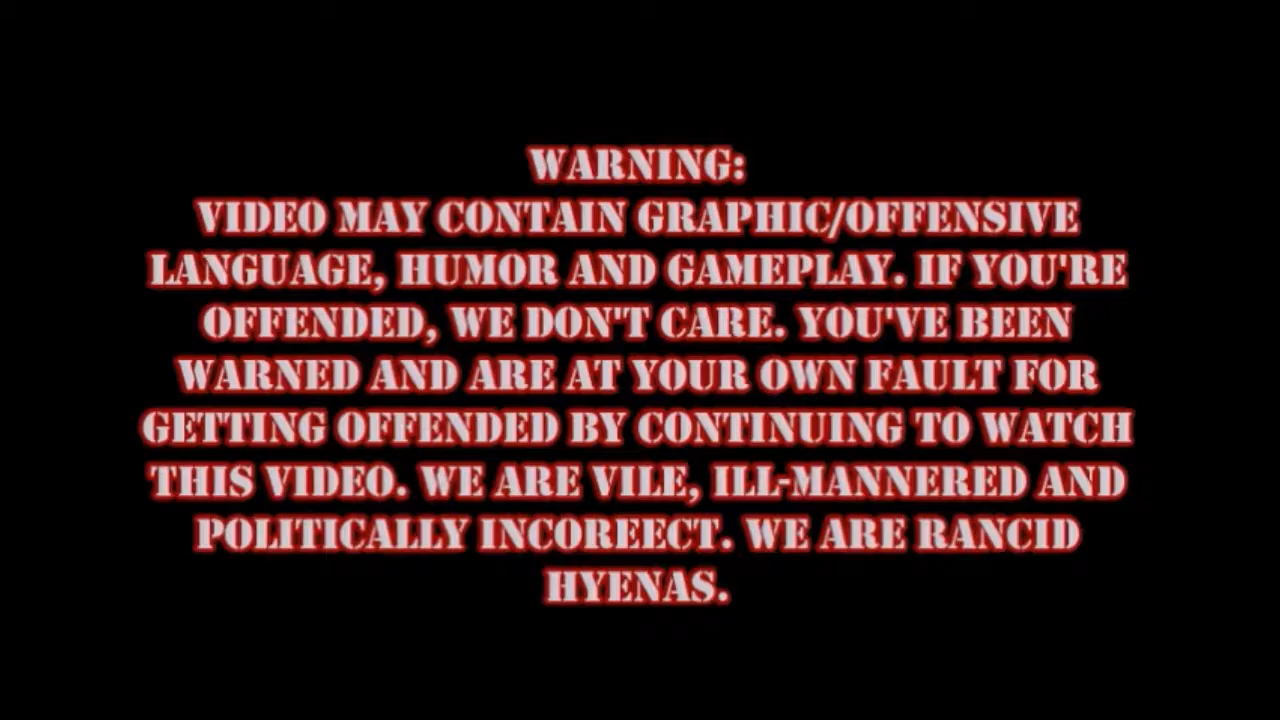 WARNING:
VIDEO MAY CONTAIN GRAPHIC/OFFENSIVE
LANGUAGE, HUMOR AND GAMEPLAY. IF YOU'RE
OFFENDED, WE DON'T CARE. YOU'VE BEEN
WARNED AND ARE AT YOUR OWN FAULT FOR
GETTING OFFENDED BY CONTINUING TO WATCH
THIS VIDEO. WE ARE VILE, ILL-MANNERED AND
POLITICALLY INCOREECT. WE ARE RANCID
HYENAS.